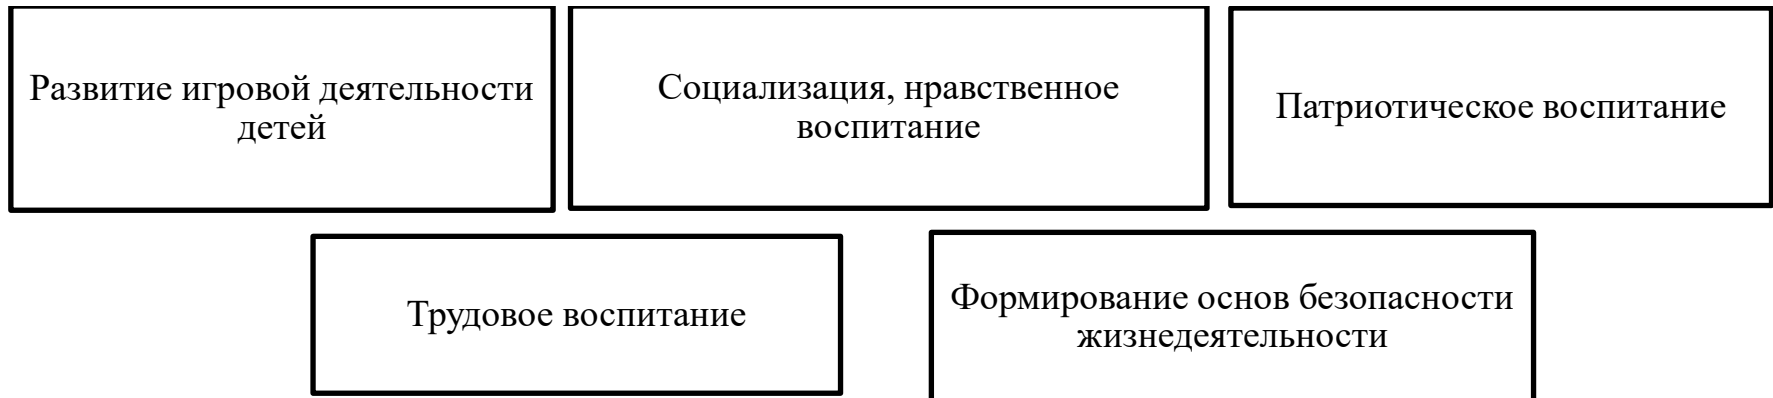 Развитие игровой деятельности
детей
Социализация, нравственное
воспитание
Патриотическое воспитание
Трудовое воспитание
Формирование основ безопасности
жизнедеятельности